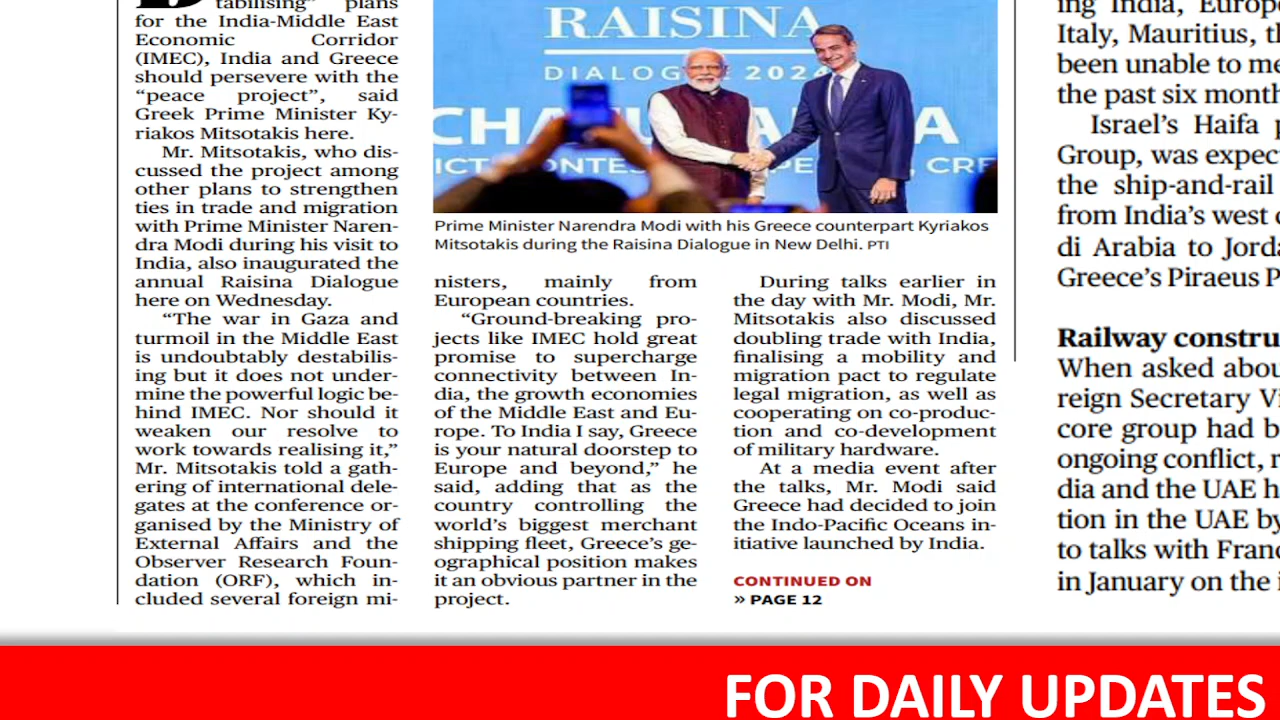 tabilising” plans
for the India-Middle East
Economic Corridor
(IMEC), India and Greece
should persevere with the
“peace project”, said
Greek Prime Minister Ky-
riakos Mitsotakis here.
Mr. Mitsotakis, who dis-
cussed the project among
other plans to strengthen
ties in trade and migration
with Prime Minister Naren-
dra Modi during his visit to
India, also inaugurated the
annual Raisina Dialogue
here on Wednesday.
“The war in Gaza and
turmoil in the Middle East
is undoubtably destabilis-
ing but it does not under-
mine the powerful logic be-
hind IMEC. Nor should it
weaken our resolve to
work towards realising it,”
Mr. Mitsotakis told a gath-
ering of international dele-
gates at the conference or-
ganised by the Ministry of
External Affairs and the
Observer Research Foun-
dation (ORF), which in-
cluded several foreign mi-
RAISINA
DIALOG 2024
Prime Minister Narendra Modi with his Greece counterpart Kyriakos
Mitsotakis during the Raisina Dialogue in New Delhi. PTI
nisters, mainly from
European countries.
“Ground-breaking pro-
jects like IMEC hold great
promise to supercharge
connectivity between In-
dia, the growth economies
of the Middle East and Eu-
rope. To India I say, Greece
is your natural doorstep to
Europe and beyond,” he
said, adding that as the
country controlling the
world’s biggest merchant
shipping fleet, Greece’s ge-
ographical position makes
it an obvious partner in the
project.
During talks earlier in
the day with Mr. Modi, Mr.
Mitsotakis also discussed
doubling trade with India,
finalising a mobility and
migration pact to regulate
legal migration, as well as
cooperating on co-produc-
tion and co-development
of military hardware.
At a media event after
the talks, Mr. Modi said
Greece had decided to join
the Indo-Pacific Oceans in-
itiative launched by India.
CONTINUED ON
» PAGE 12
ing India, Europ
Italy, Mauritius, t
been unable to me
the past six month
Israel’s Haifa p
Group, was expec
the ship-and-rail
from India’s west c
di Arabia to Jord
Greece’s Piraeus P
Railway constru
When asked abou
reign Secretary Vi
core group had b
ongoing conflict, r
dia and the UAE h
tion in the UAE by
to talks with Franc
in January on the i
FOR DAILY UPDATES